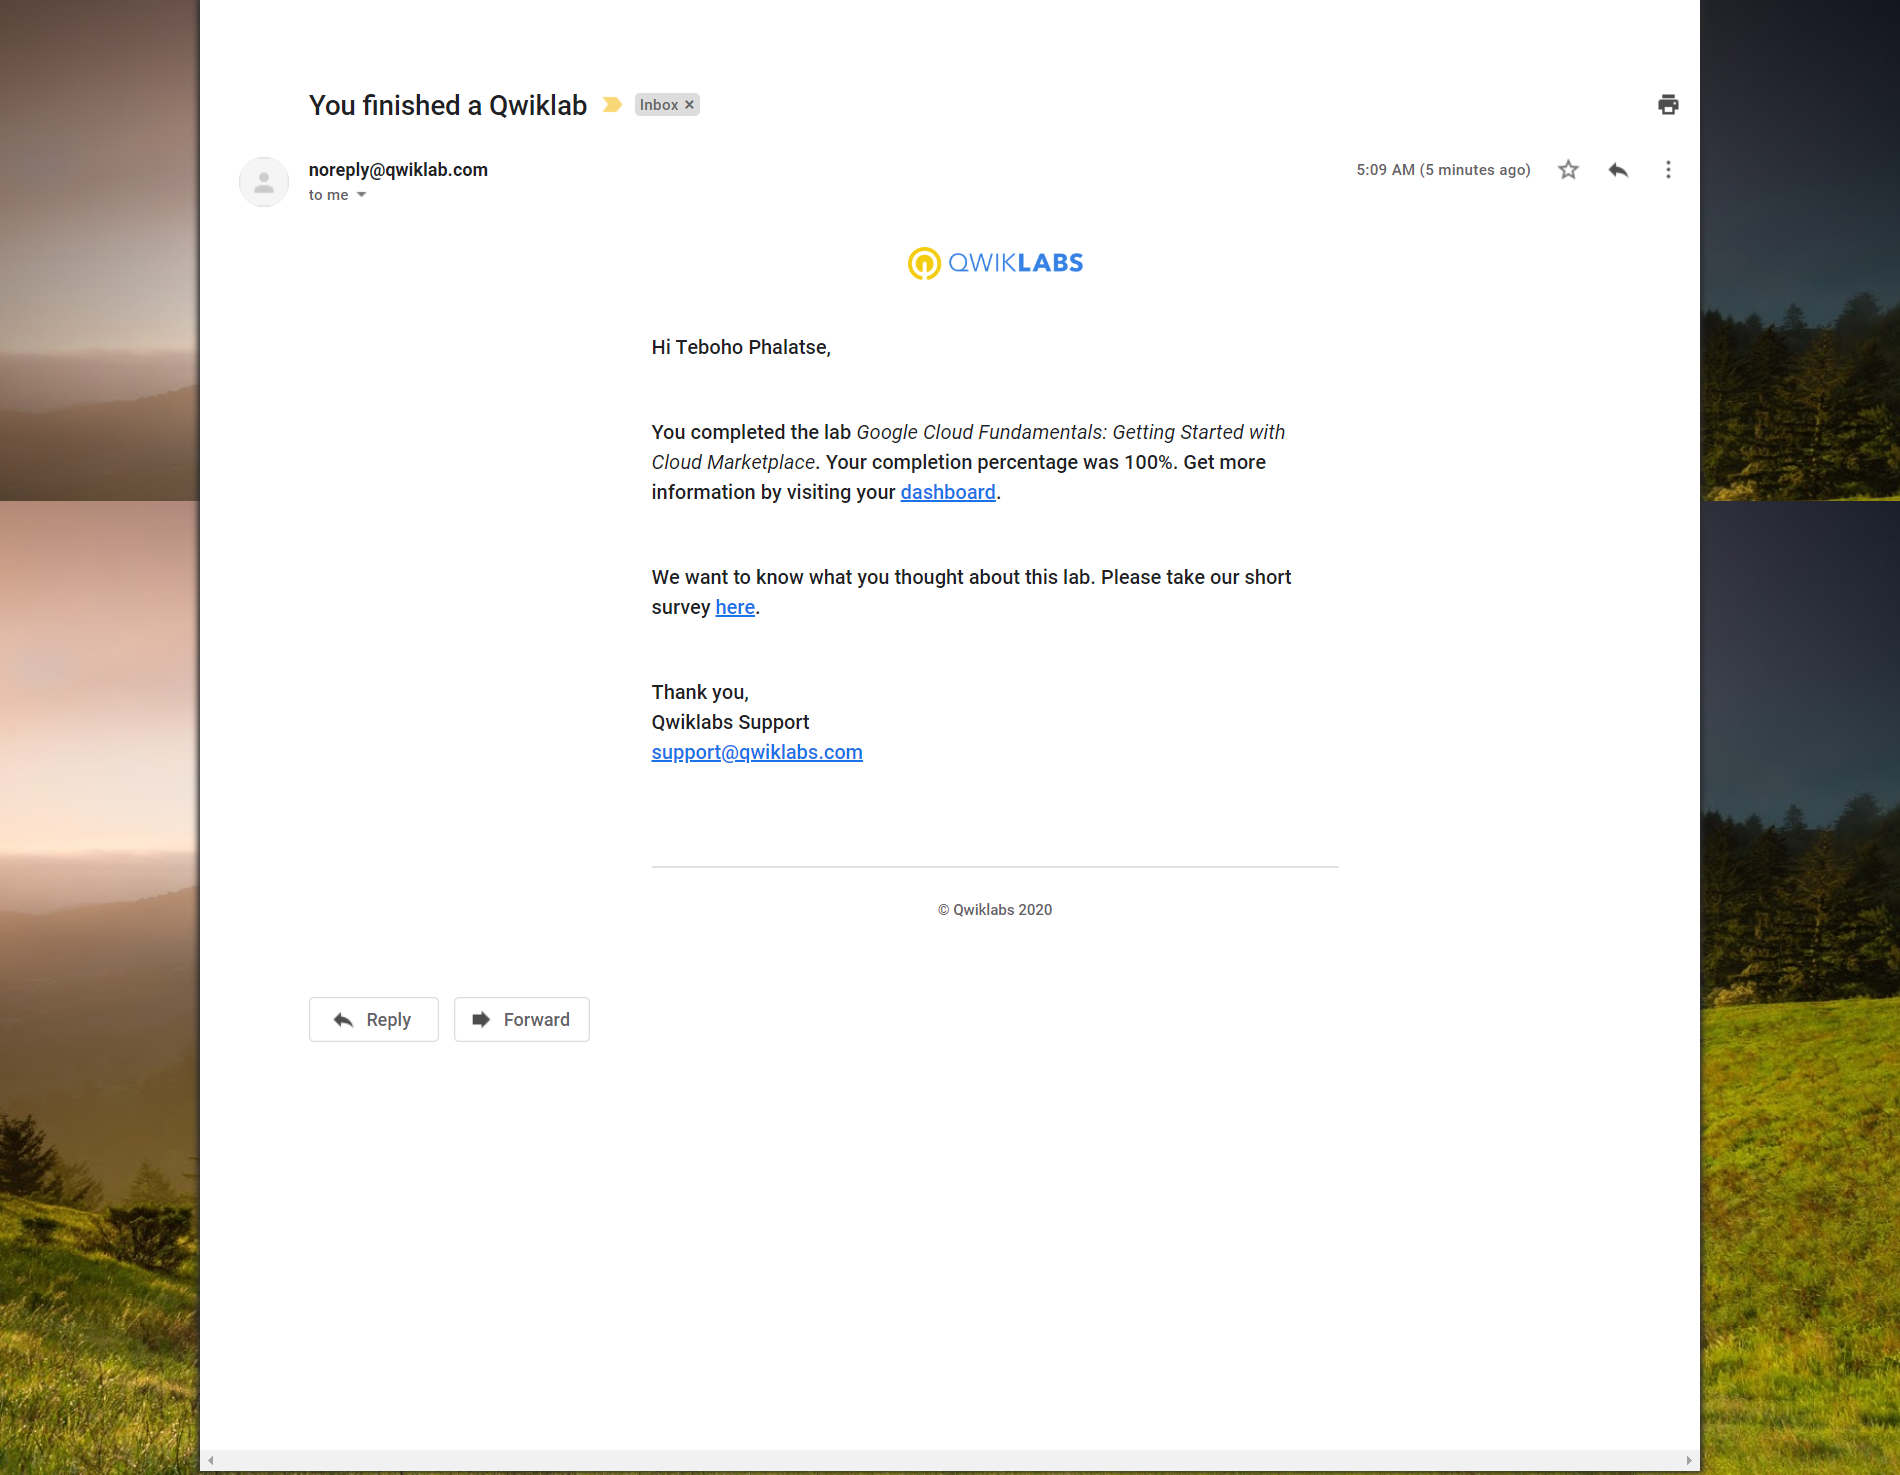 You finished a Qwiklab
Inbox ×
noreply@qwiklab.com
5:09 AM (5 minutes ago)
to me
QWIKLABS
Hi Teboho Phalatse,
You completed the lab Google Cloud Fundamentals: Getting Started with
Cloud Marketplace. Your completion percentage was 100%. Get more
information by visiting your dashboard.
We want to know what you thought about this lab. Please take our short
survey here.
Thank you,
Qwiklabs Support
support@qwiklabs.com
© Qwiklabs 2020
Reply
Forward